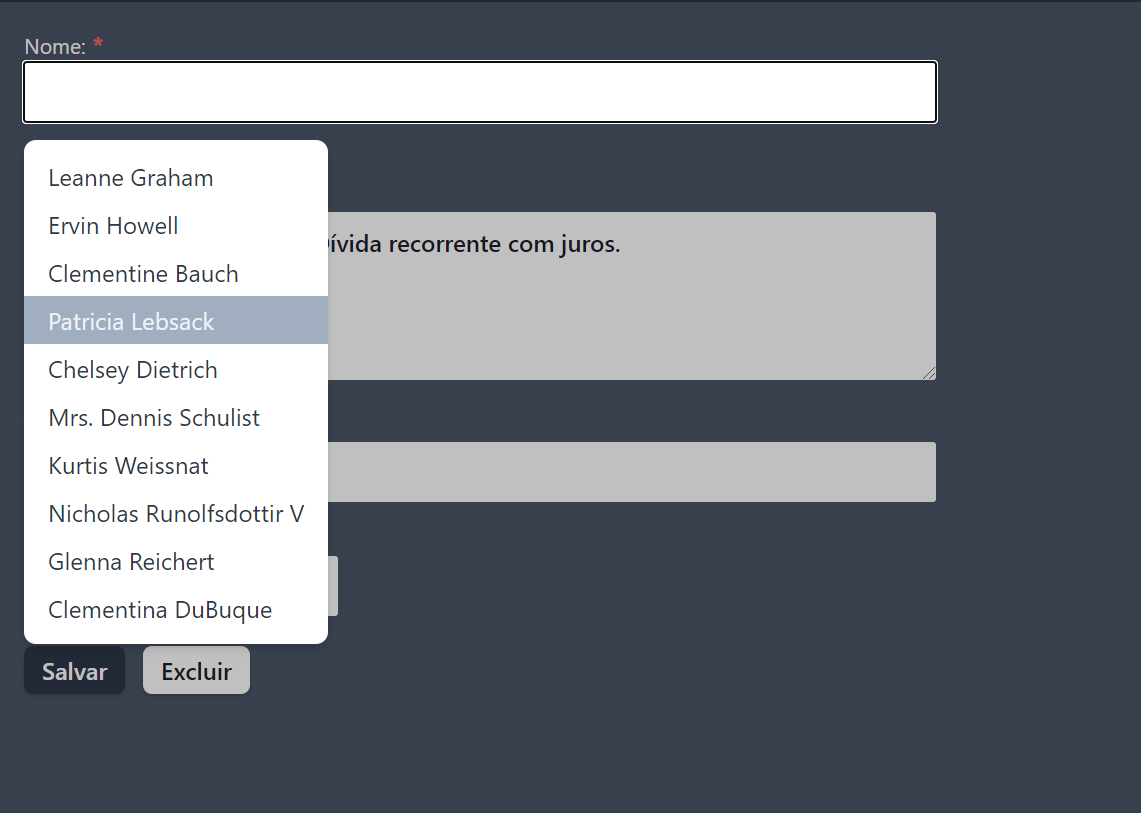 Nome: *
Leanne Graham
Ervin Howell
Clementine Bauch
ívida recorrente com juros.
Patricia Lebsack
Chelsey Dietrich
Mrs. Dennis Schulist
Kurtis Weissnat
Nicholas Runolfsdottir V
Glenna Reichert
Clementina DuBuque
Salvar
Excluir